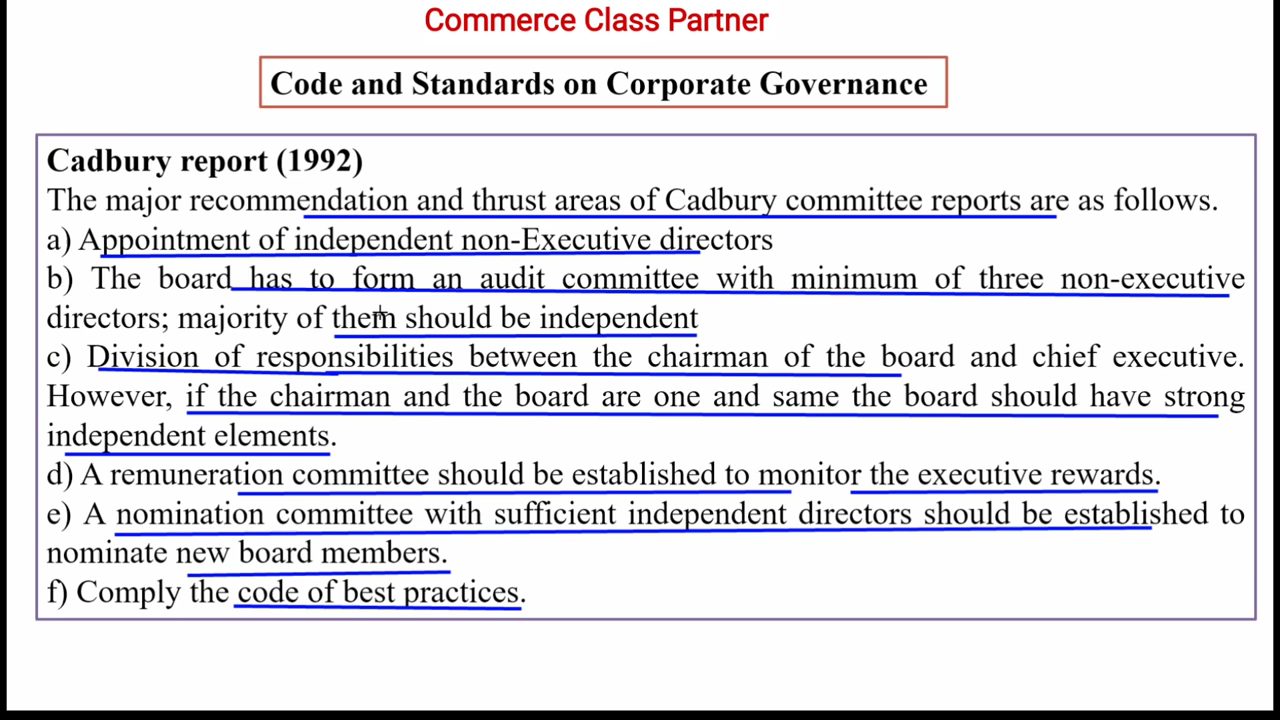 Commerce Class Partner
Code and Standards on Corporate Governance
Cadbury report (1992)
The major recommendation and thrust areas of Cadbury committee reports are as follows.
a) Appointment of independent non-Executive directors
b) The board has to form an audit committee with minimum of three non-executive
directors; majority of them should be independent
c) Division of responsibilities between the chairman of the board and chief executive.
However, if the chairman and the board are one and same the board should have strong
independent elements.
d) A remuneration committee should be established to monitor the executive rewards.
e) A nomination committee with sufficient independent directors should be established to
nominate new board members.
f) Comply the code of best practices.